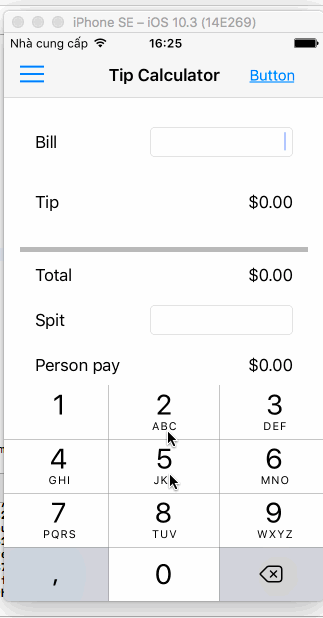 iPhone SE – iOS 10.3 (14E269)
Nhà cung cấp 16:25
Tip Calculator Button
Bill
Tip $0.00
Total $0.00
Spit
Person pay $0.00
1 2 3
ABC DEF
4 5 6
GHI JKL MNO
7 8 9
PQRS TUV WXYZ
, 0